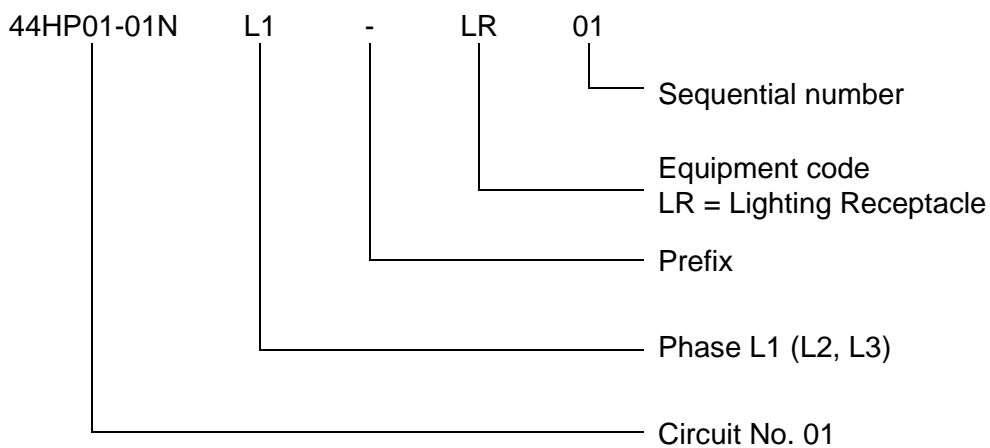 44HP01-01N L1 - LR 01
Sequential number
Equipment code
LR = Lighting Receptacle
Prefix
Phase L1 (L2, L3)
Circuit No. 01